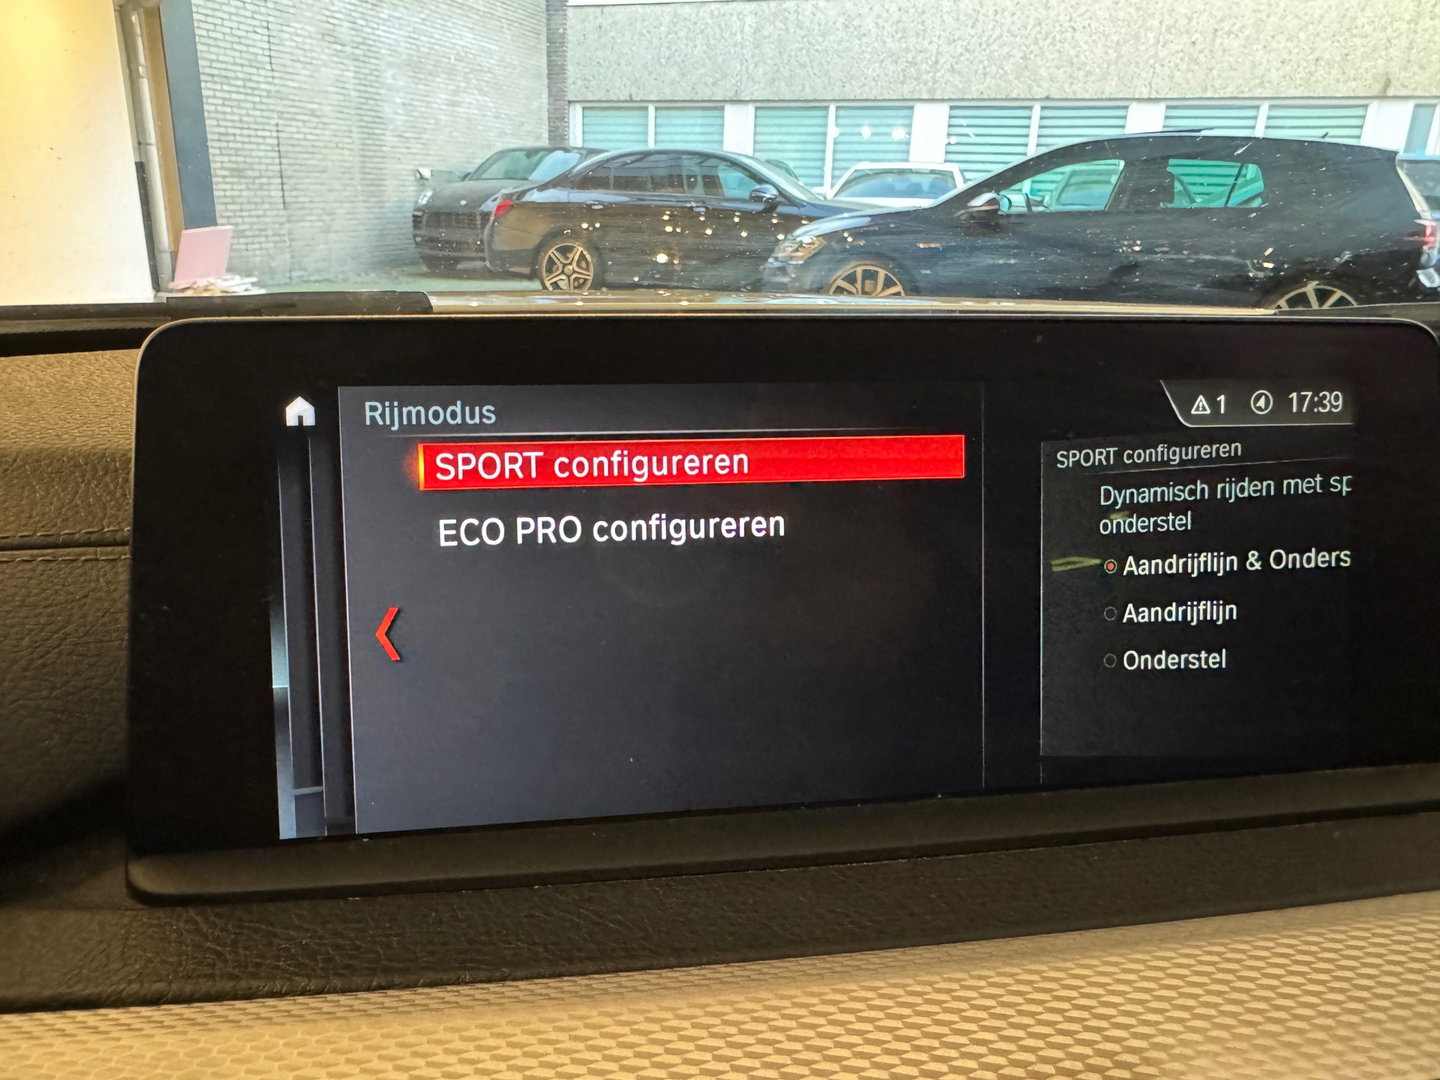 Rijmodus
SPORT configureren
ECO PRO configureren
1 17:39
SPORT configureren
Dynamisch rijden met sp
onderstel
Aandrijflijn & Onders
Aandrijflijn
Onderstel